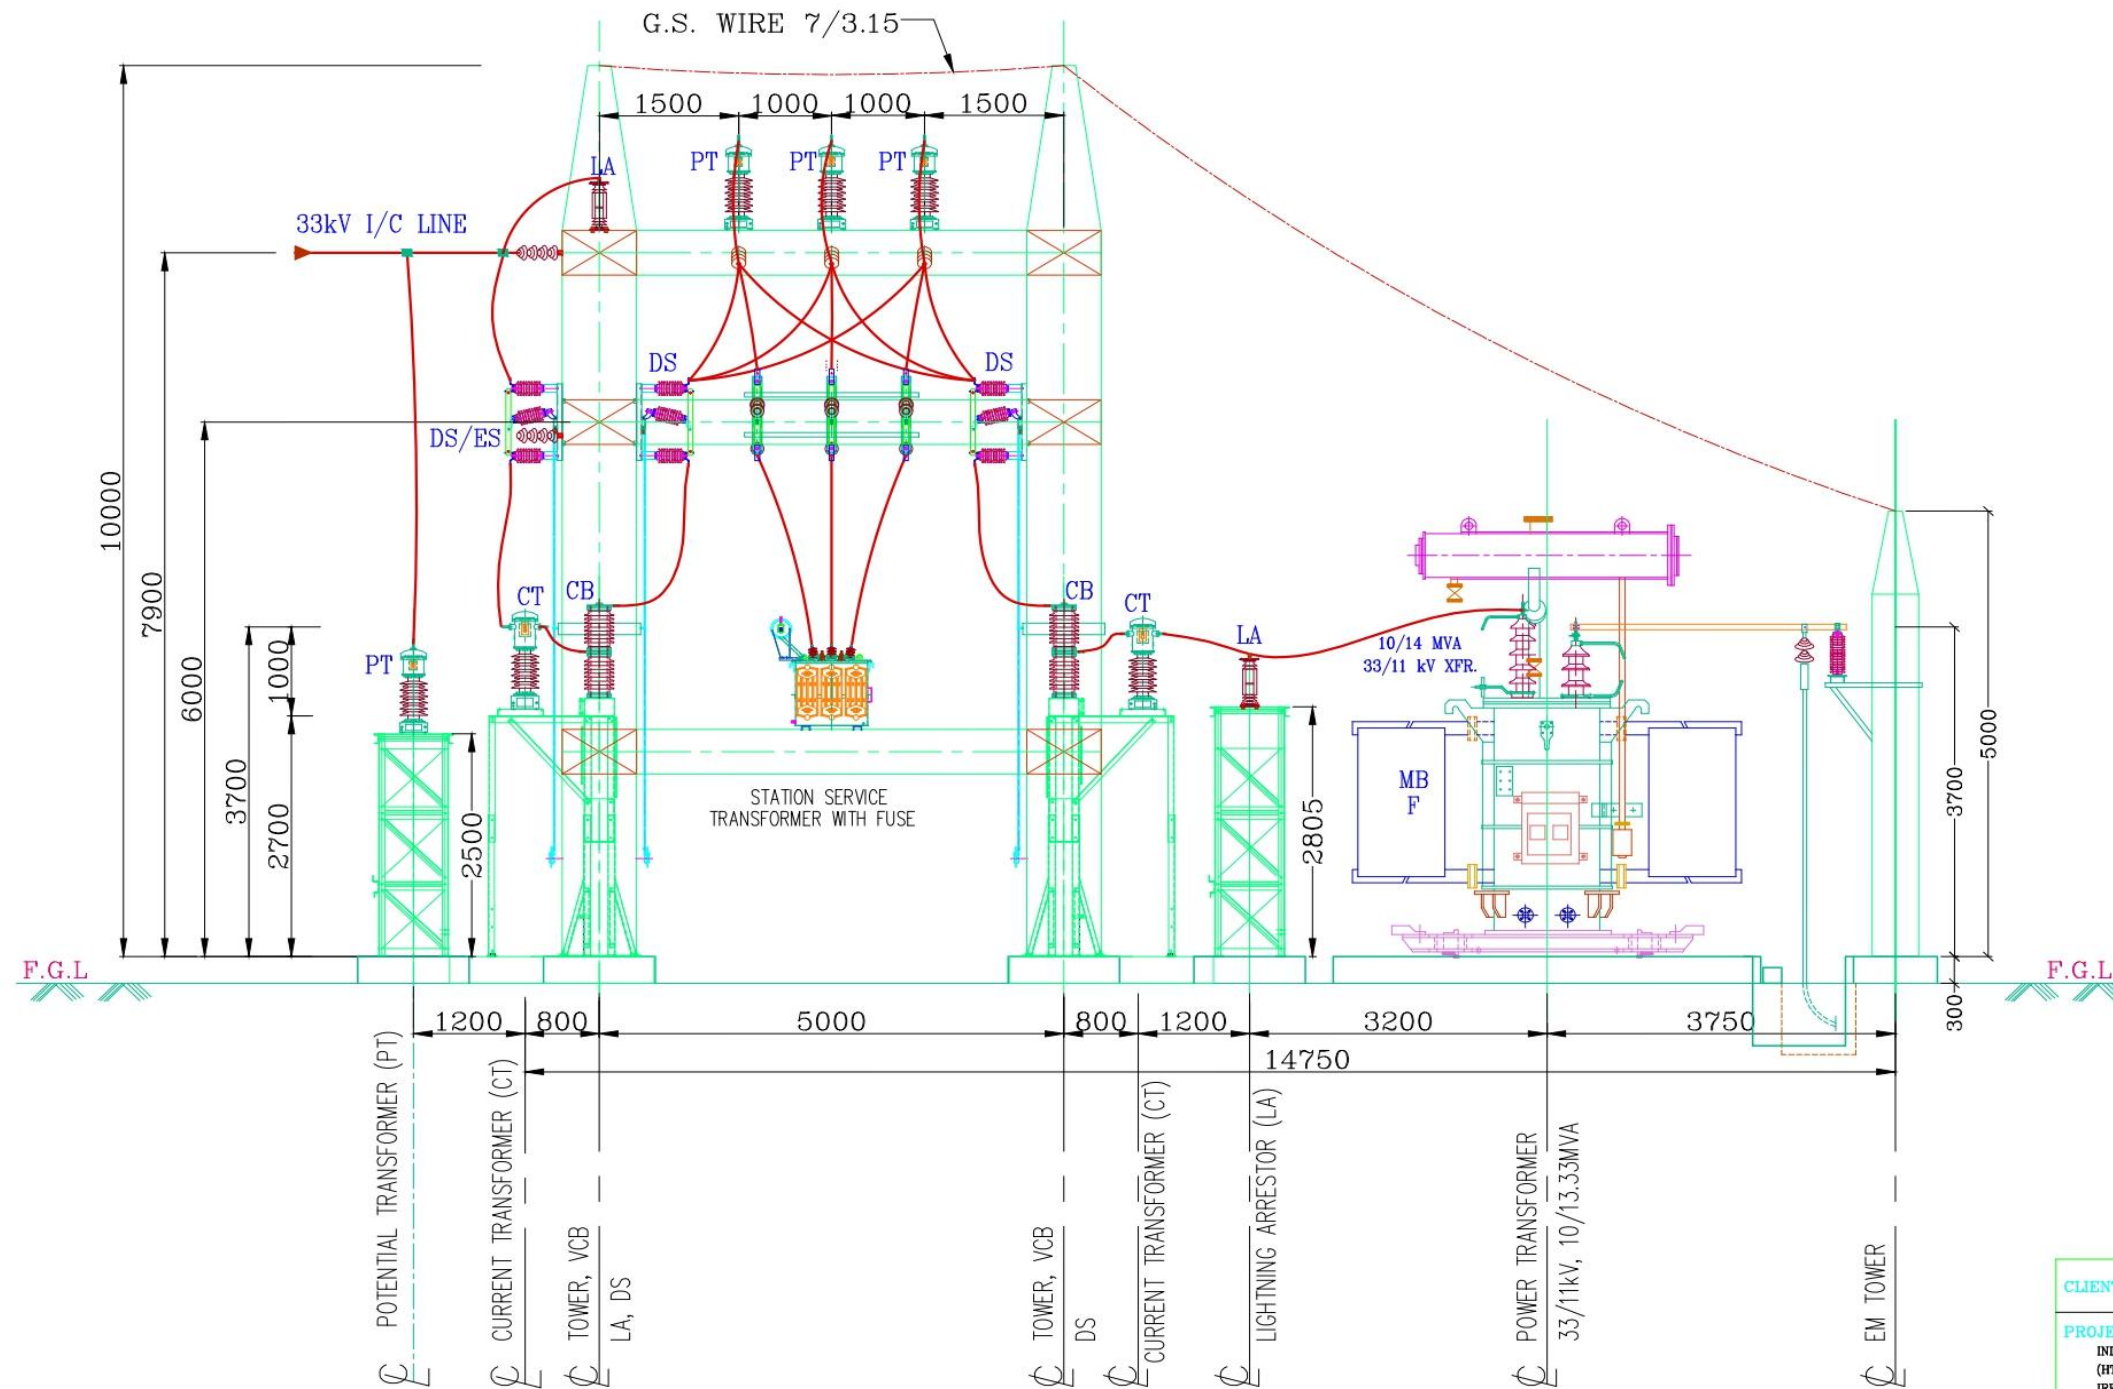 G.S. WIRE 7/3.15
1500 1000 1000 1500
LA PT PT PT
33kV I/C LINE
DS DS
DS/ES
10000
7900
6000
3700
1000
2700
2500
CT CB CB CT
PT
LA
10/14 MVA
33/11 kV XFR.
MB
F
STATION SERVICE
TRANSFORMER WITH FUSE
2805
3700
5000
300
F.G.L
F.G.L
1200 800 5000 800 1200 3200 3750
14750
POTENTIAL TRANSFORMER (PT)
CURRENT TRANSFORMER (CT)
TOWER, VCB
LA, DS
TOWER, VCB
DS
CURRENT TRANSFORMER (CT)
LIGHTNING ARRESTOR (LA)
POWER TRANSFORMER
33/11kV, 10/13.33MVA
EM TOWER
CLIENT
PROJE
INI
(HT